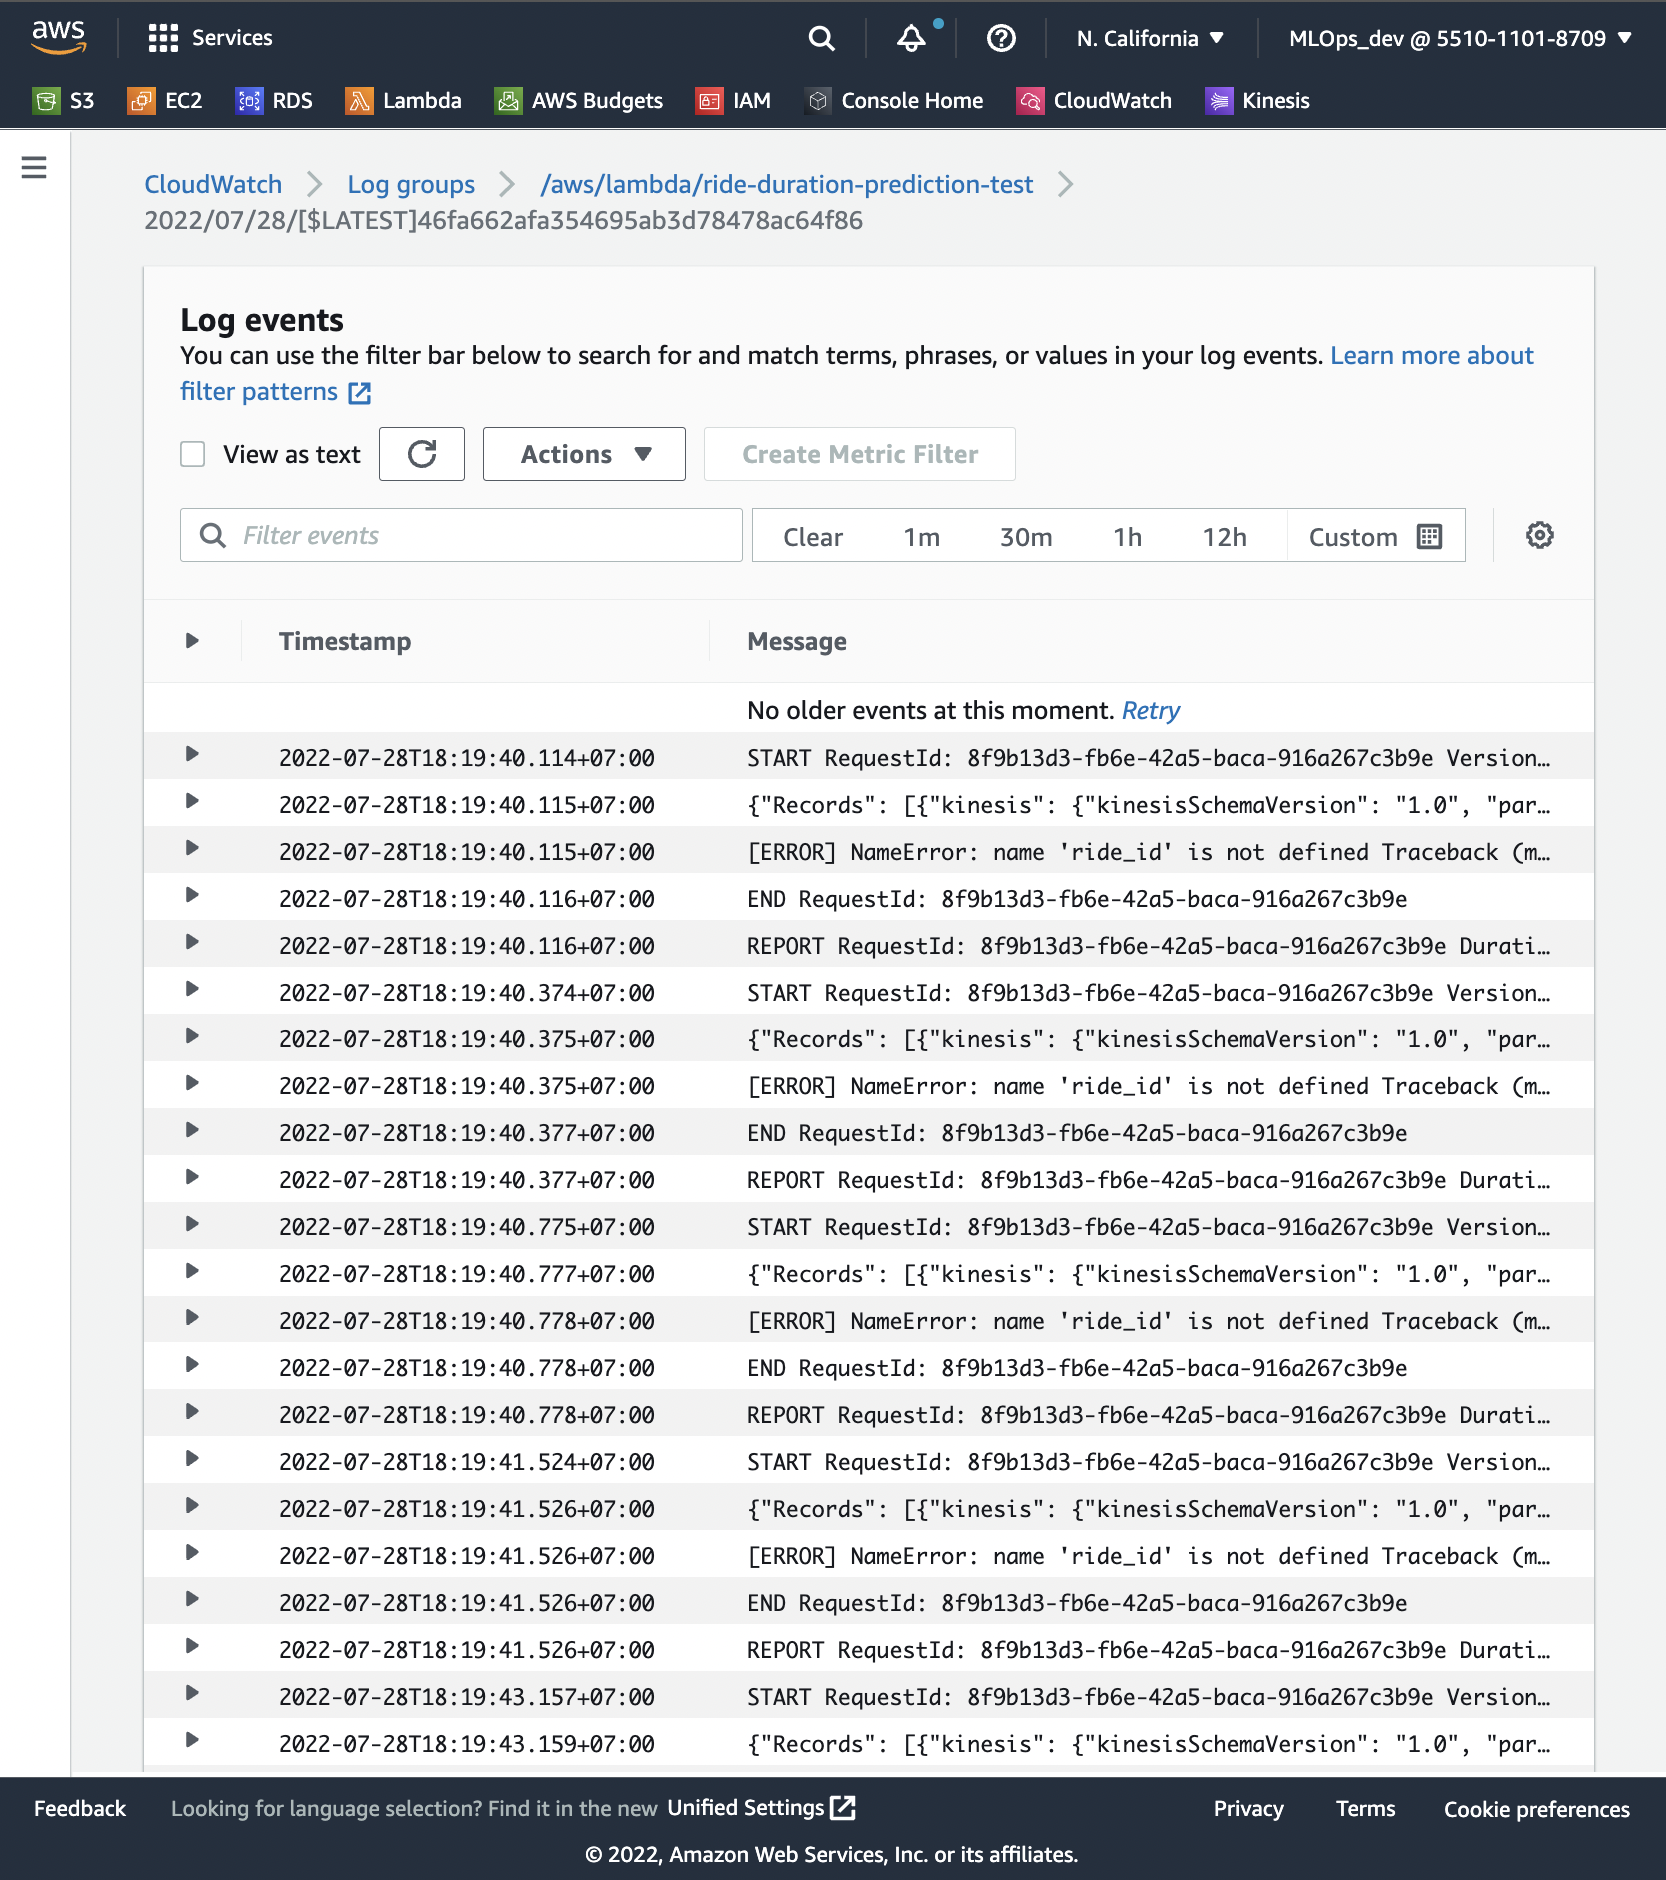 aws Services N. California MLOps_dev @ 5510-1101-8709
S3 EC2 RDS Lambda AWS Budgets IAM Console Home CloudWatch Kinesis
CloudWatch Log groups /aws/lambda/ride-duration-prediction-test
2022/07/28/[$LATEST]46fa662afa354695ab3d78478ac64f86
Log events
You can use the filter bar below to search for and match terms, phrases, or values in your log events. Learn more about
filter patterns
View as text Actions Create Metric Filter
Filter events Clear 1m 30m 1h 12h Custom
Timestamp Message
No older events at this moment. Retry
2022-07-28T18:19:40.114+07:00 START RequestId: 8f9b13d3-fb6e-42a5-baca-916a267c3b9e Version…
2022-07-28T18:19:40.115+07:00 {"Records": [{"kinesis": {"kinesisSchemaVersion": "1.0", "par…
2022-07-28T18:19:40.115+07:00 [ERROR] NameError: name 'ride_id' is not defined Traceback (m…
2022-07-28T18:19:40.116+07:00 END RequestId: 8f9b13d3-fb6e-42a5-baca-916a267c3b9e
2022-07-28T18:19:40.116+07:00 REPORT RequestId: 8f9b13d3-fb6e-42a5-baca-916a267c3b9e Durati…
2022-07-28T18:19:40.374+07:00 START RequestId: 8f9b13d3-fb6e-42a5-baca-916a267c3b9e Version…
2022-07-28T18:19:40.375+07:00 {"Records": [{"kinesis": {"kinesisSchemaVersion": "1.0", "par…
2022-07-28T18:19:40.375+07:00 [ERROR] NameError: name 'ride_id' is not defined Traceback (m…
2022-07-28T18:19:40.377+07:00 END RequestId: 8f9b13d3-fb6e-42a5-baca-916a267c3b9e
2022-07-28T18:19:40.377+07:00 REPORT RequestId: 8f9b13d3-fb6e-42a5-baca-916a267c3b9e Durati…
2022-07-28T18:19:40.775+07:00 START RequestId: 8f9b13d3-fb6e-42a5-baca-916a267c3b9e Version…
2022-07-28T18:19:40.777+07:00 {"Records": [{"kinesis": {"kinesisSchemaVersion": "1.0", "par…
2022-07-28T18:19:40.778+07:00 [ERROR] NameError: name 'ride_id' is not defined Traceback (m…
2022-07-28T18:19:40.778+07:00 END RequestId: 8f9b13d3-fb6e-42a5-baca-916a267c3b9e
2022-07-28T18:19:40.778+07:00 REPORT RequestId: 8f9b13d3-fb6e-42a5-baca-916a267c3b9e Durati…
2022-07-28T18:19:41.524+07:00 START RequestId: 8f9b13d3-fb6e-42a5-baca-916a267c3b9e Version…
2022-07-28T18:19:41.526+07:00 {"Records": [{"kinesis": {"kinesisSchemaVersion": "1.0", "par…
2022-07-28T18:19:41.526+07:00 [ERROR] NameError: name 'ride_id' is not defined Traceback (m…
2022-07-28T18:19:41.526+07:00 END RequestId: 8f9b13d3-fb6e-42a5-baca-916a267c3b9e
2022-07-28T18:19:41.526+07:00 REPORT RequestId: 8f9b13d3-fb6e-42a5-baca-916a267c3b9e Durati…
2022-07-28T18:19:43.157+07:00 START RequestId: 8f9b13d3-fb6e-42a5-baca-916a267c3b9e Version…
2022-07-28T18:19:43.159+07:00 {"Records": [{"kinesis": {"kinesisSchemaVersion": "1.0", "par…
Feedback Looking for language selection? Find it in the new Unified Settings Privacy Terms Cookie preferences
© 2022, Amazon Web Services, Inc. or its affiliates.